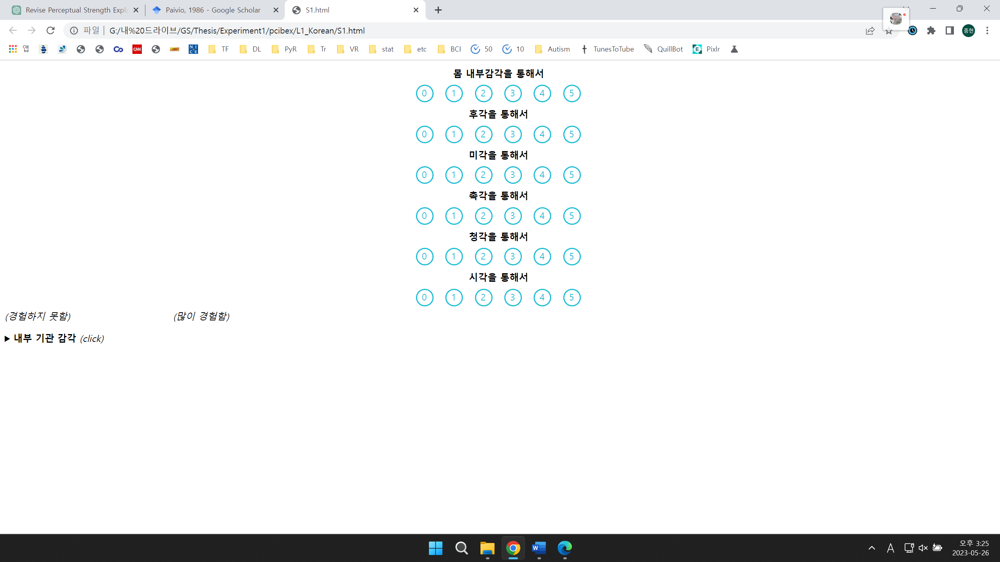 Revise Perceptual Strength Expla
Paivio, 1986 - Google Scholar
S1.html
파일
G:/내%20드라이브/GS/Thesis/Experiment1/pcibex/L1_Korean/S1.html
종현
앱
CNN
NICE
TF
DL
PyR
Tr
VR
stat
etc
BCI
50
10
Autism
TunesToTube
QuillBot
E
Pixlr
몸 내부감각을 통해서
0 1 2 3 4 5
후각을 통해서
0 1 2 3 4 5
미각을 통해서
0 1 2 3 4 5
촉각을 통해서
0 1 2 3 4 5
청각을 통해서
0 1 2 3 4 5
시각을 통해서
0 1 2 3 4 5
(경험하지 못함) (많이 경험함)
내부 기관 감각 (click)
W
A
오후 3:25
2023-05-26